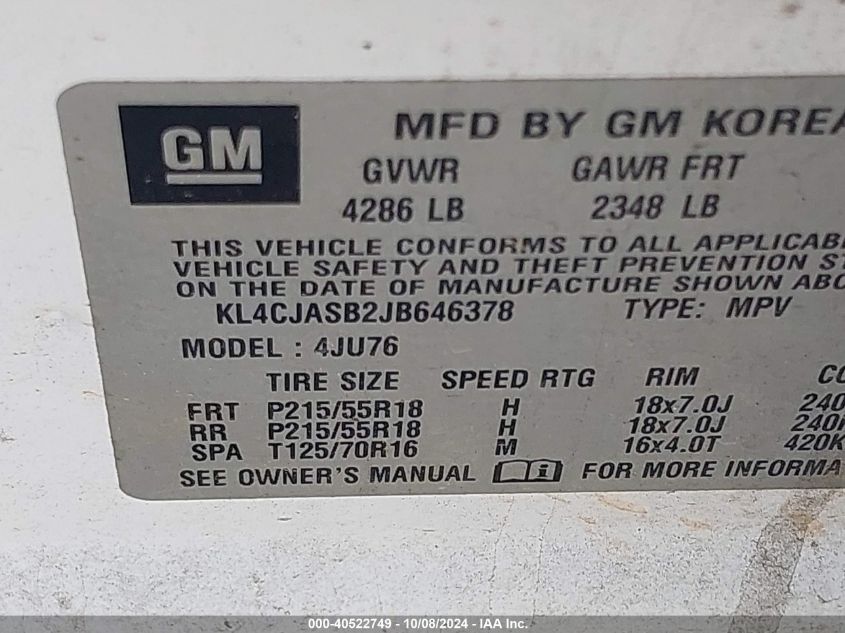 GM
MFD BY GM KOREA
GVWR GAWR FRT
4286 LB 2348 LB
THIS VEHICLE CONFORMS TO ALL APPLICAB
VEHICLE SAFETY AND THEFT PREVENTION ST
ON THE DATE OF MANUFACTURE SHOWN ABO
KL4CJASB2JB646378 TYPE: MPV
MODEL : 4JU76
TIRE SIZE SPEED RTG RIM CO
FRT P215/55R18 H 18x7.0J 240
RR P215/55R18 H 18x7.0J 240
SPA T125/70R16 M 16x4.0T 420K
SEE OWNER'S MANUAL FOR MORE INFORMA
000-40522749 - 10/08/2024 - IAA Inc.